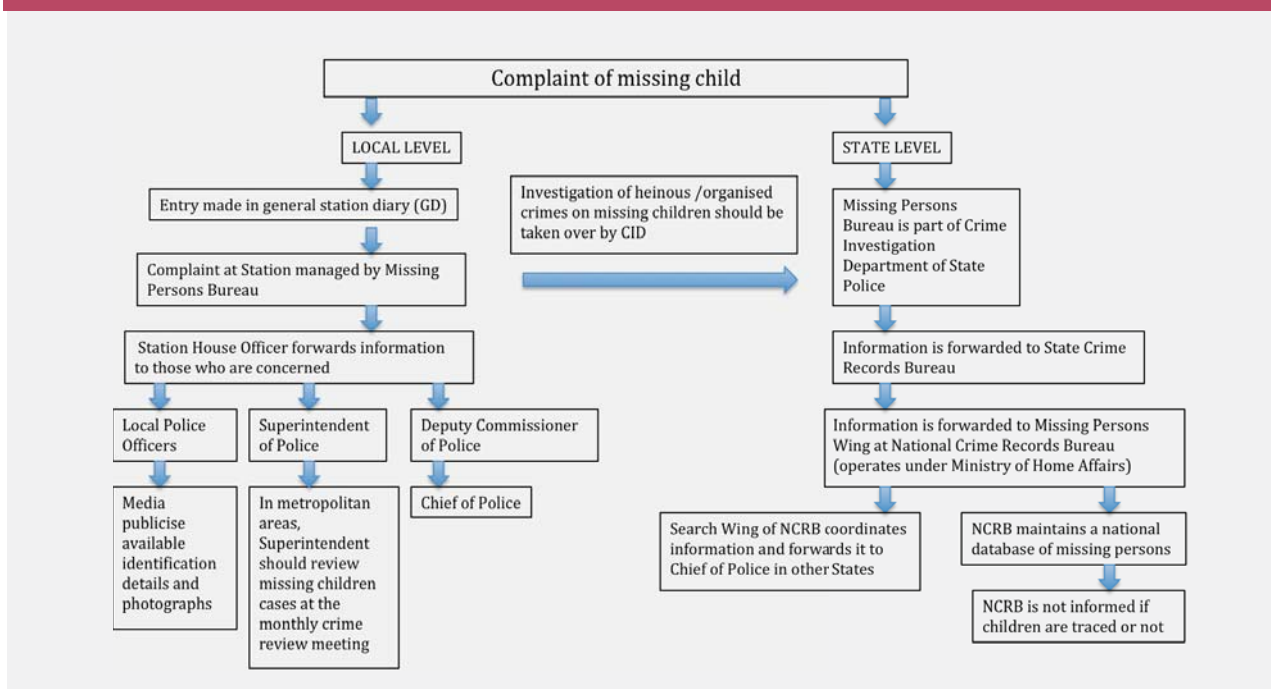 Complaint of missing child
LOCAL LEVEL
STATE LEVEL
Entry made in general station diary (GD)
Investigation of heinous /organised
crimes on missing children should be
taken over by CID
Missing Persons
Bureau is part of Crime
Investigation
Department of State
Police
Complaint at Station managed by Missing
Persons Bureau
Station House Officer forwards information
to those who are concerned
Information is forwarded to State Crime
Records Bureau
Local Police
Officers
Superintendent
of Police
Deputy Commissioner
of Police
Information is forwarded to Missing Persons
Wing at National Crime Records Bureau
(operates under Ministry of Home Affairs)
Media
publicise
available
identification
details and
photographs
In metropolitan
areas,
Superintendent
should review
missing children
cases at the
monthly crime
review meeting
Chief of Police
Search Wing of NCRB coordinates
information and forwards it to
Chief of Police in other States
NCRB maintains a national
database of missing persons
NCRB is not informed if
children are traced or not